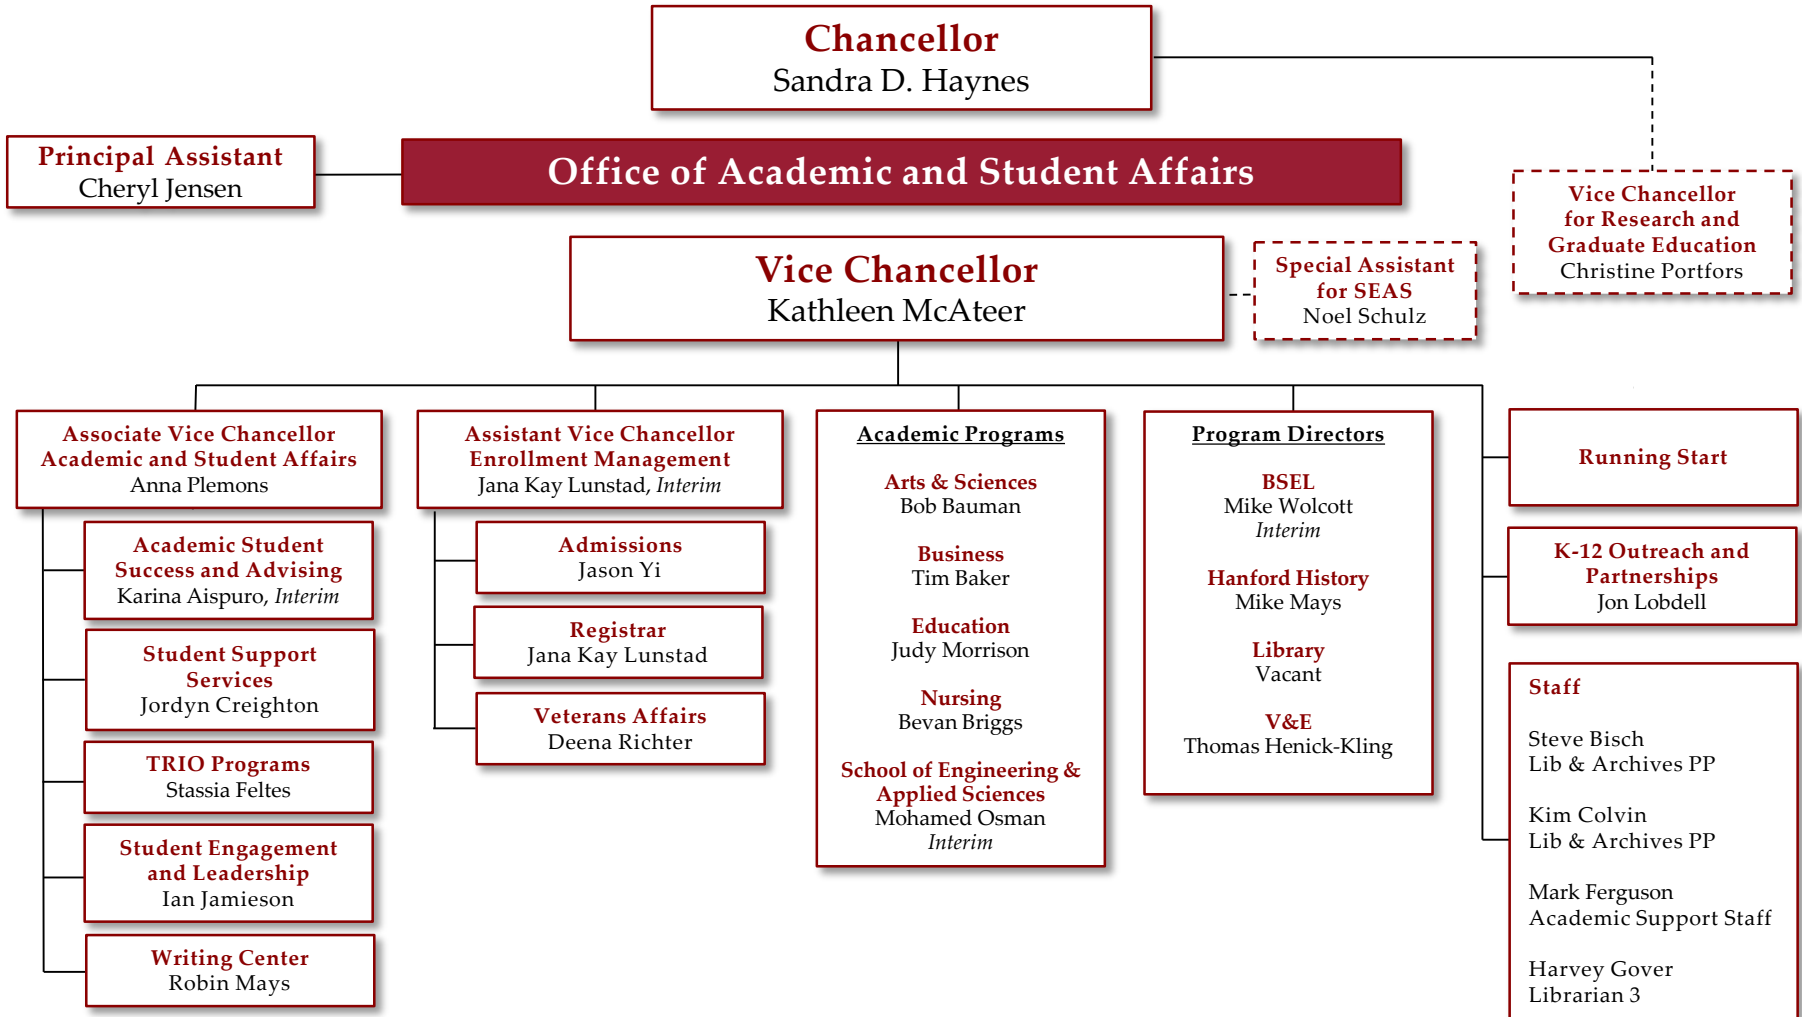 Chancellor
Sandra D. Haynes
Principal Assistant
Cheryl Jensen
Office of Academic and Student Affairs
Vice Chancellor
for Research and
Graduate Education
Christine Portfors
Vice Chancellor
Kathleen McAteer
Special Assistant
for SEAS
Noel Schulz
Associate Vice Chancellor
Academic and Student Affairs
Anna Plemons
Academic Student
Success and Advising
Karina Aispuro, Interim
Student Support
Services
Jordyn Creighton
TRIO Programs
Stassia Feltes
Student Engagement
and Leadership
Ian Jamieson
Writing Center
Robin Mays
Assistant Vice Chancellor
Enrollment Management
Jana Kay Lunstad, Interim
Admissions
Jason Yi
Registrar
Jana Kay Lunstad
Veterans Affairs
Deena Richter
Academic Programs
Arts & Sciences
Bob Bauman
Business
Tim Baker
Education
Judy Morrison
Nursing
Bevan Briggs
School of Engineering &
Applied Sciences
Mohamed Osman
Interim
Program Directors
BSEL
Mike Wolcott
Interim
Hanford History
Mike Mays
Library
Vacant
V&E
Thomas Henick-Kling
Running Start
K-12 Outreach and
Partnerships
Jon Lobdell
Staff
Steve Bisch
Lib & Archives PP
Kim Colvin
Lib & Archives PP
Mark Ferguson
Academic Support Staff
Harvey Gover
Librarian 3